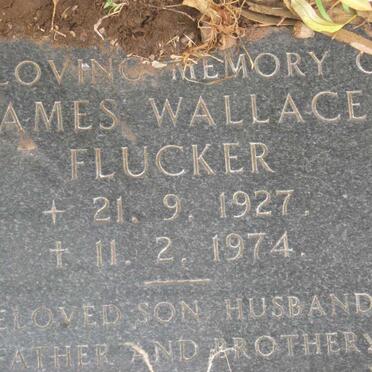 LOVING MEMORY O
AMES WALLACE
FLUCKER
+ 21. 9. 1927.
† 11. 2. 1974.
ELOVED SON HUSBAND
FATHER AND BROTHER